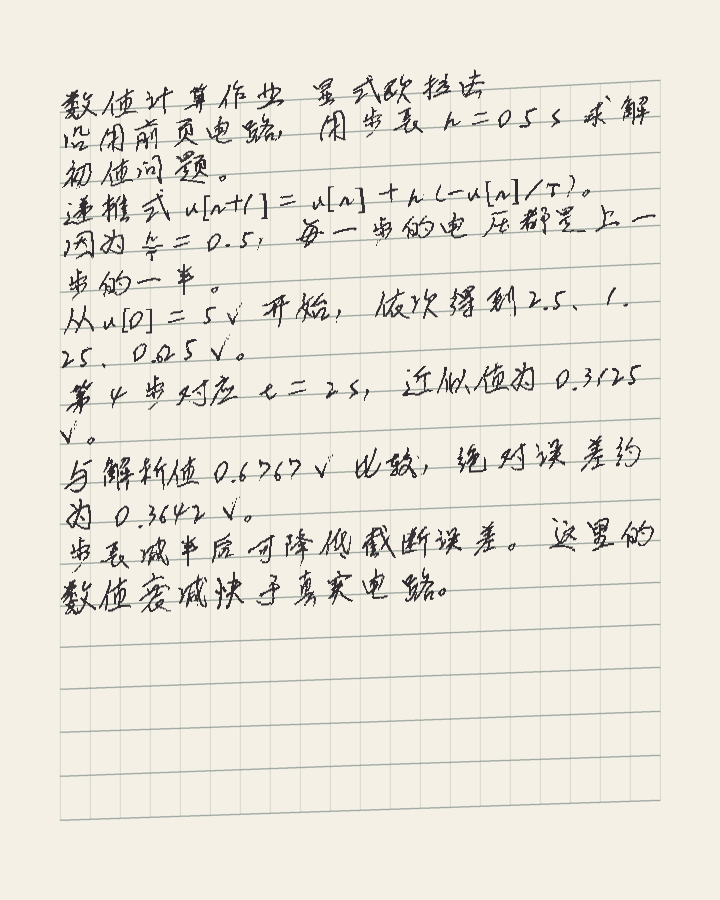 数值计算作业 显式欧拉法
沿用前页电路，用步长 h = 0.5 s 求解
初值问题。
递推式 u[n+1] = u[n] + h (-u[n]/τ)。
因为 h/τ = 0.5，每一步的电压都是上一
步的一半。
从 u[0] = 5 V 开始，依次得到 2.5、1.
25、0.625 V。
第 4 步对应 t = 2 s，近似值为 0.3125
V。
与解析值 0.6767 V 比较，绝对误差约
为 0.3642 V。
步长减半后可降低截断误差。这里的
数值衰减快于真实电路。